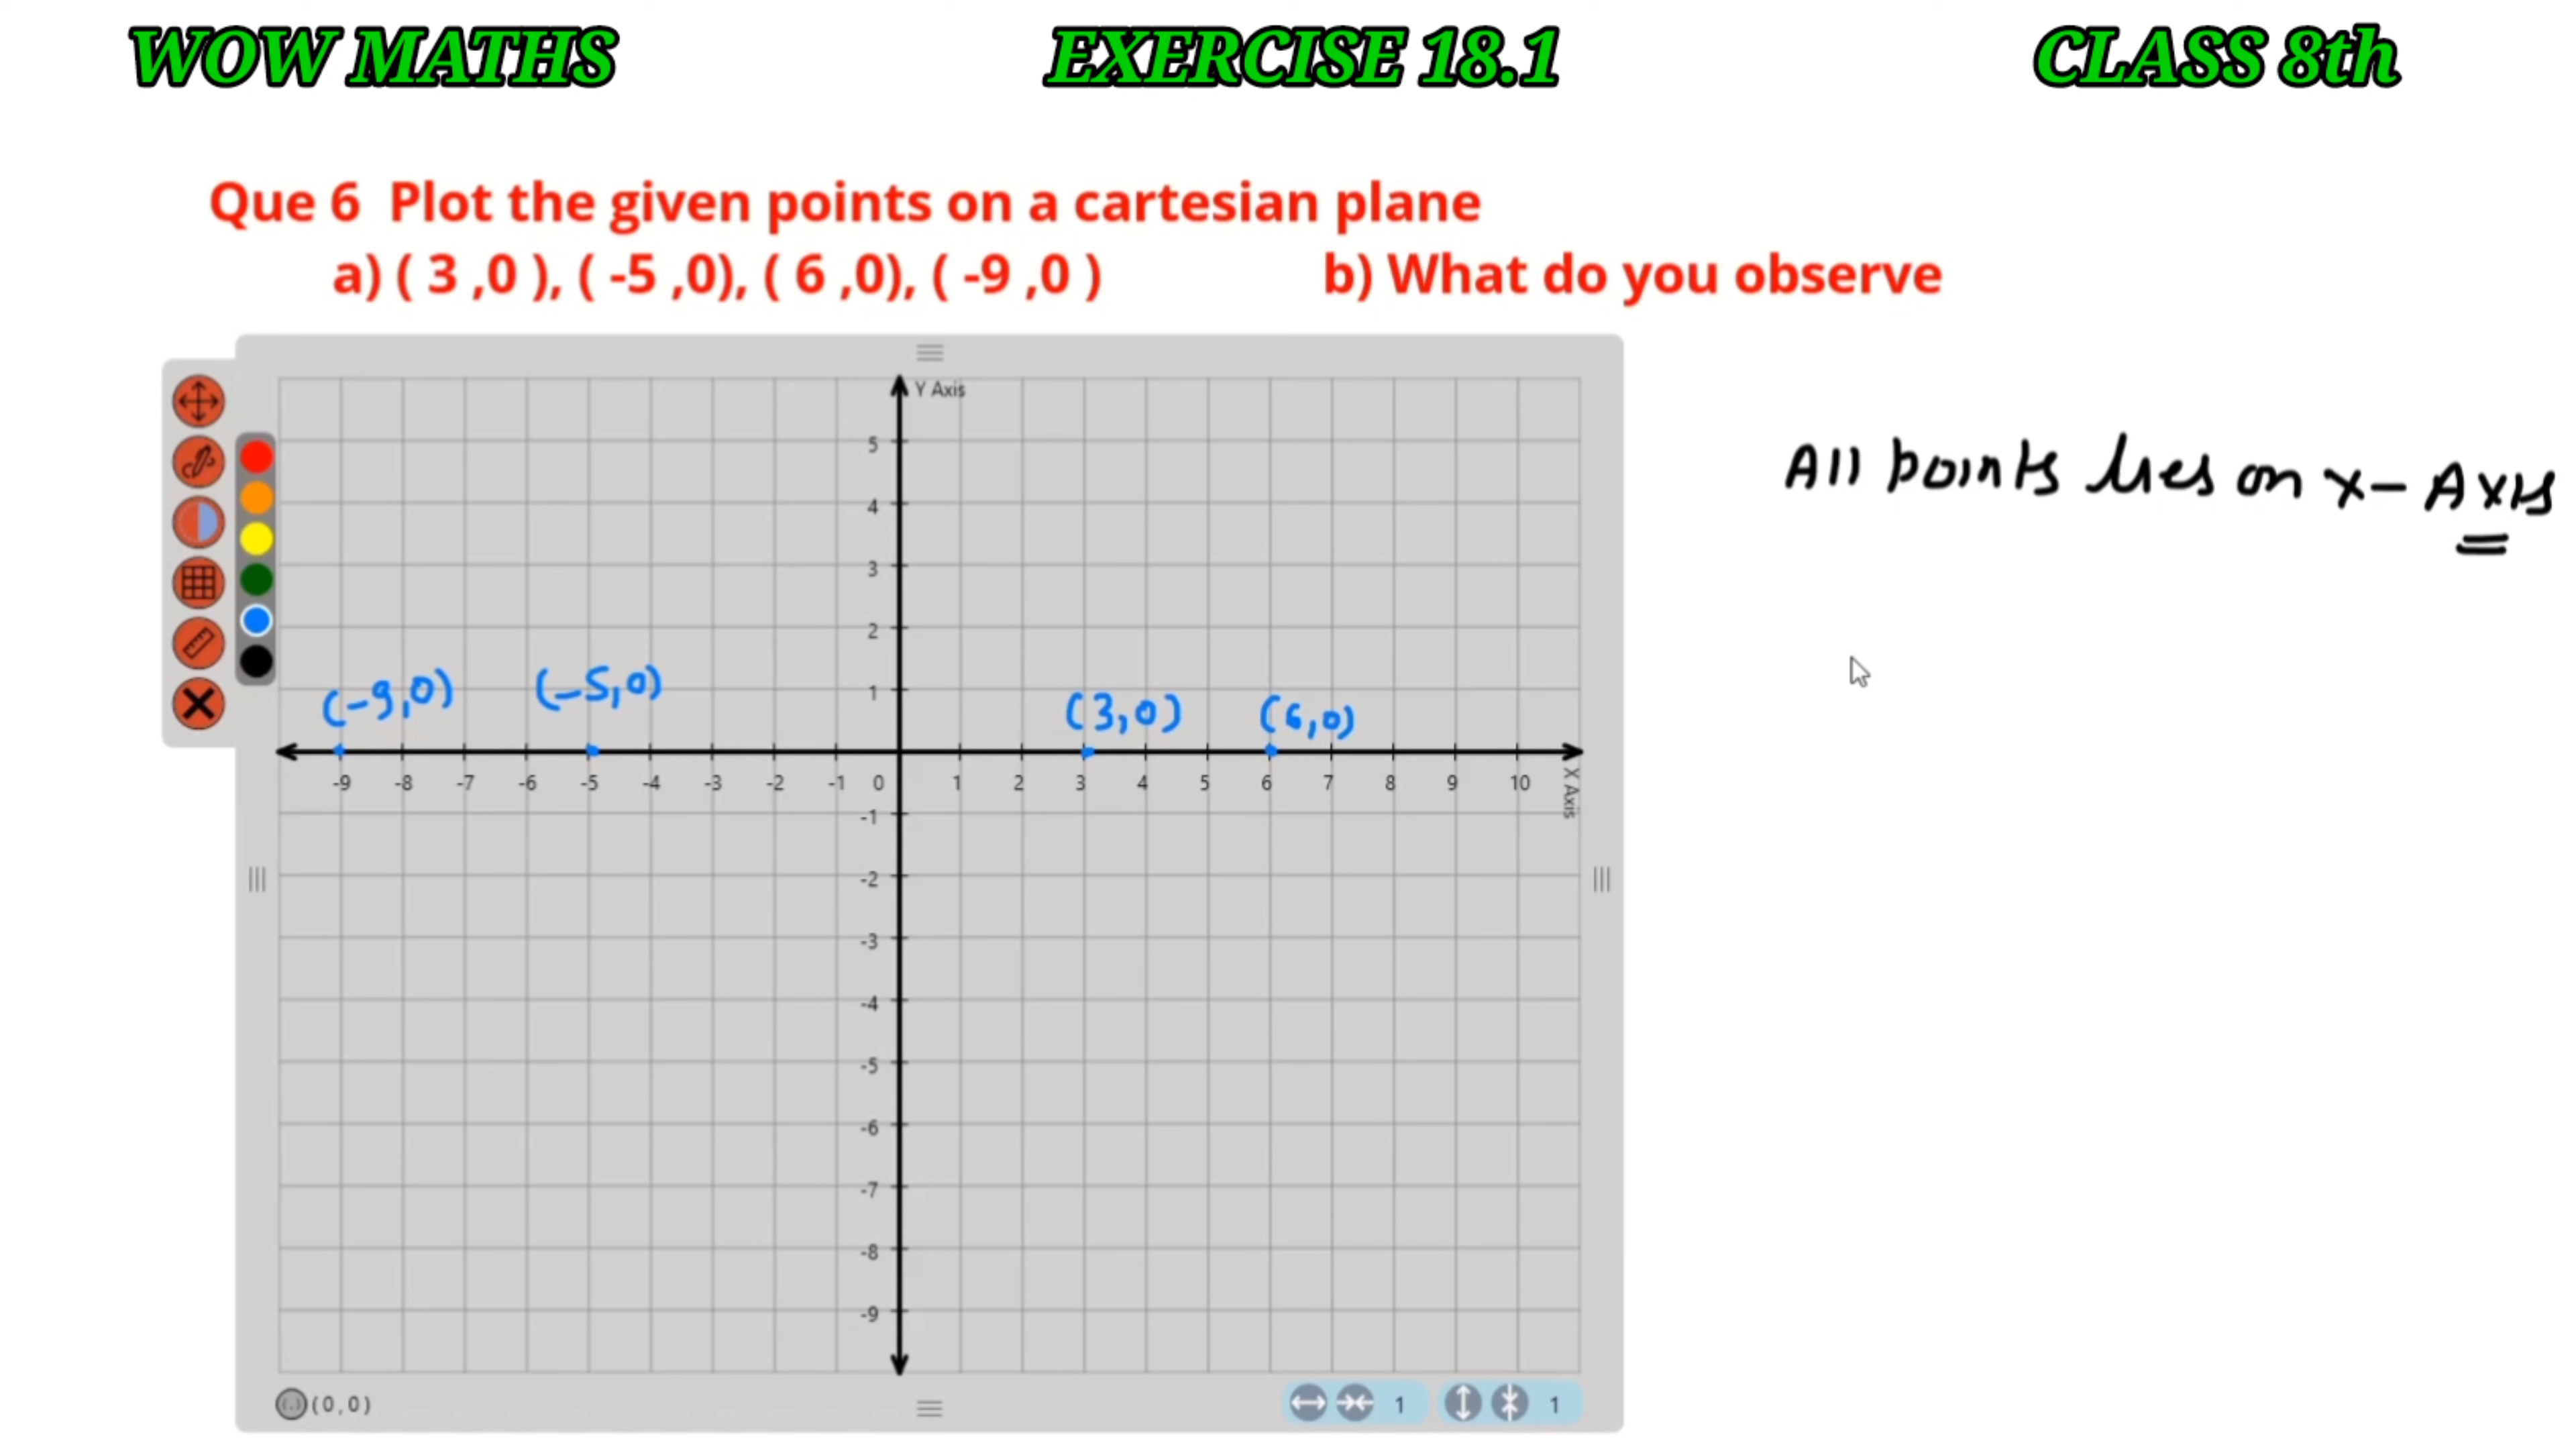 WOW MATHS EXERCISE 18.1 CLASS 8th
Que 6 Plot the given points on a cartesian plane
a) ( 3 ,0 ), ( -5 ,0), ( 6 ,0), ( -9 ,0 ) b) What do you observe
Y Axis
5
4
3
2
1
All points lies on x-Axis
(-9,0) (-5,0) (3,0) (6,0)
-9 -8 -7 -6 -5 -4 -3 -2 -1 0 1 2 3 4 5 6 7 8 9 10
X Axis
-1
-2
-3
-4
-5
-6
-7
-8
-9
(0,0) 1 1